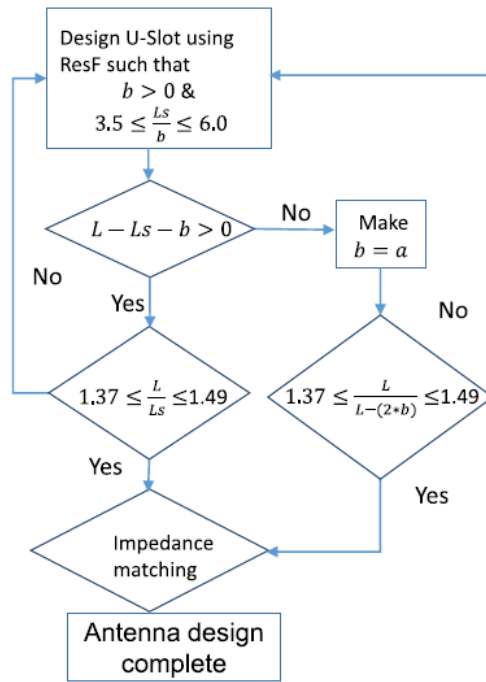 Design U-Slot using
ResF such that
b > 0 &
3.5 ≤ Ls/b ≤ 6.0
L − Ls − b > 0
No
Make
b = a
No
Yes
No
1.37 ≤ L/Ls ≤1.49
1.37 ≤ L/(L−(2∗b)) ≤1.49
Yes
Yes
Impedance
matching
Antenna design
complete